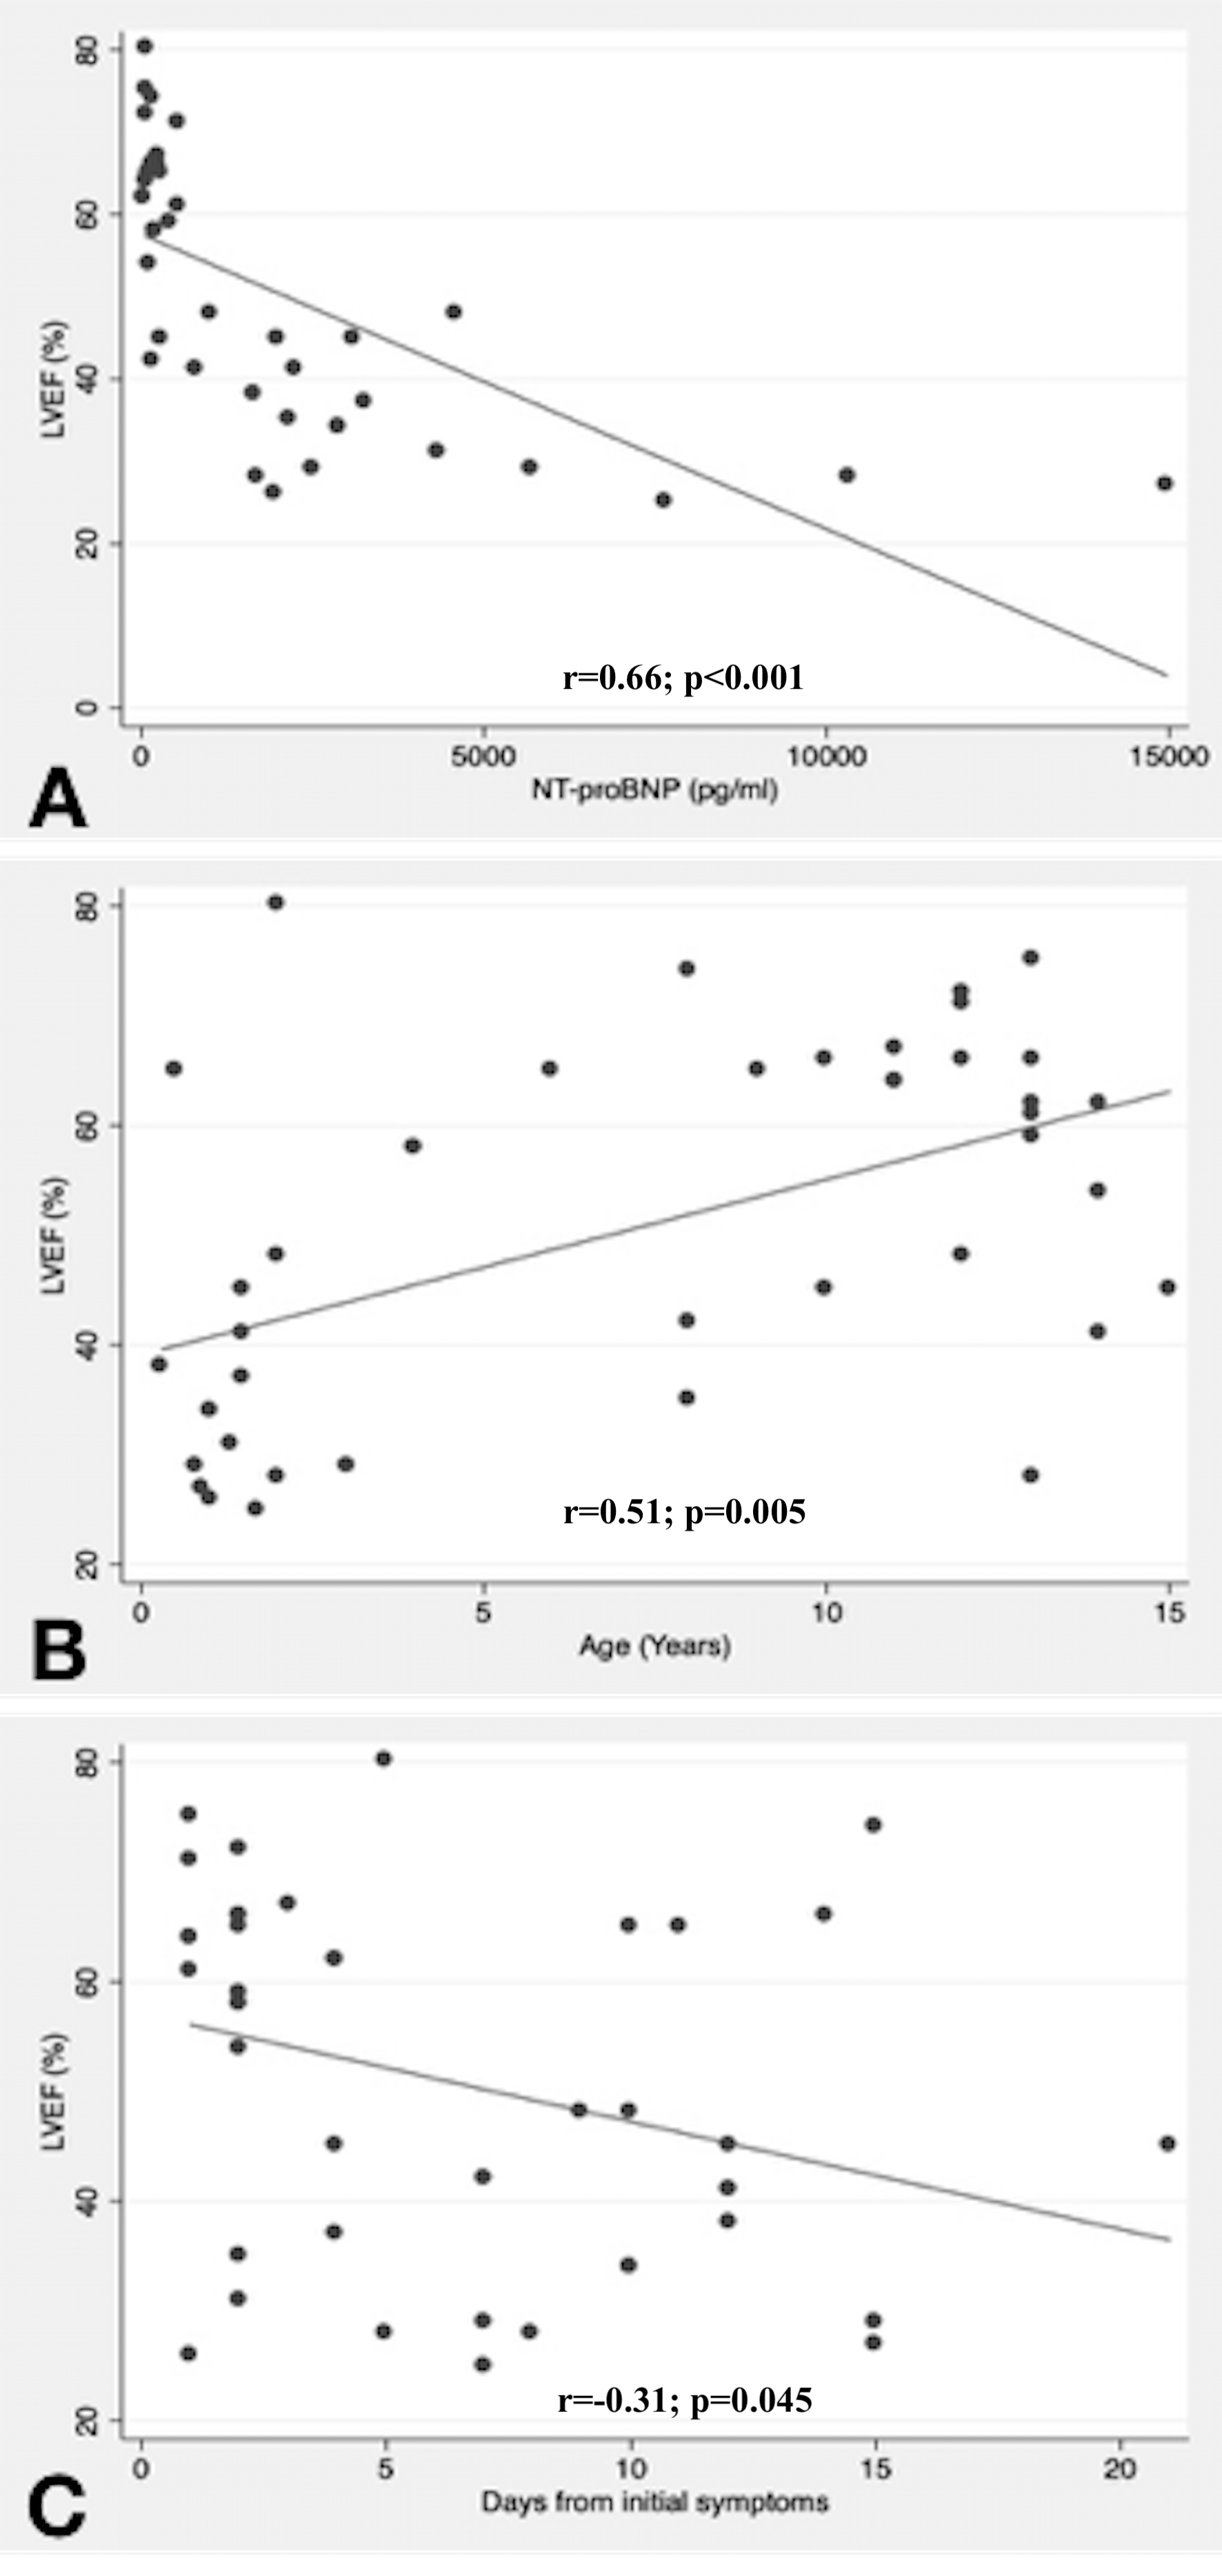 80
60
40
20
0
LVEF (%)
r=0.66; p<0.001
0 5000 10000 15000
NT-proBNP (pg/ml)
A
80
60
40
20
LVEF (%)
r=0.51; p=0.005
0 5 10 15
Age (Years)
B
80
60
40
20
LVEF (%)
r=-0.31; p=0.045
0 5 10 15 20
Days from initial symptoms
C